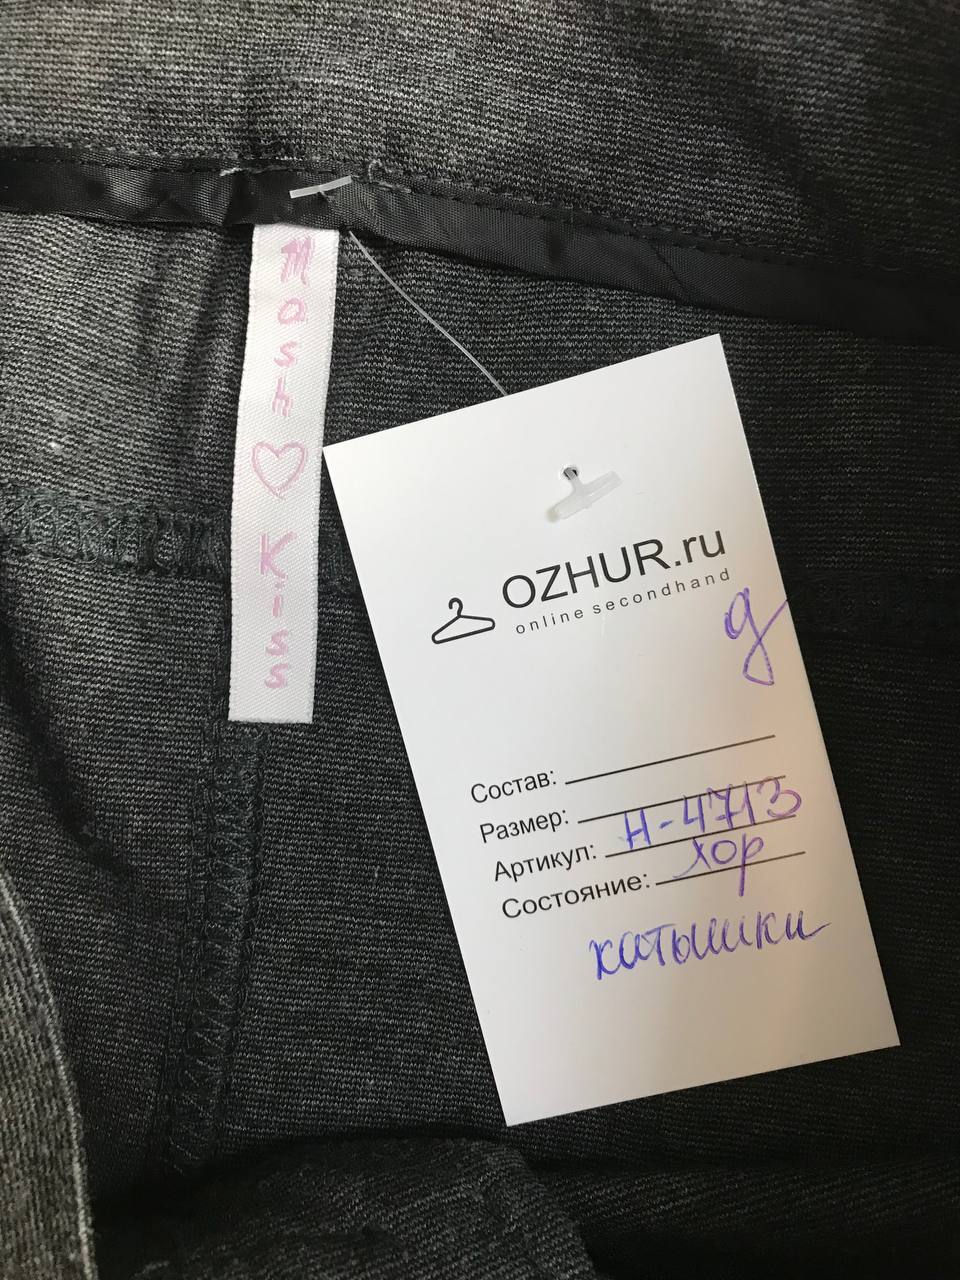 Mosh ♡ Kiss
OZHUR.ru
online secondhand
g
Состав:
Размер:
Артикул: Н-4713
Состояние: хор
катышки